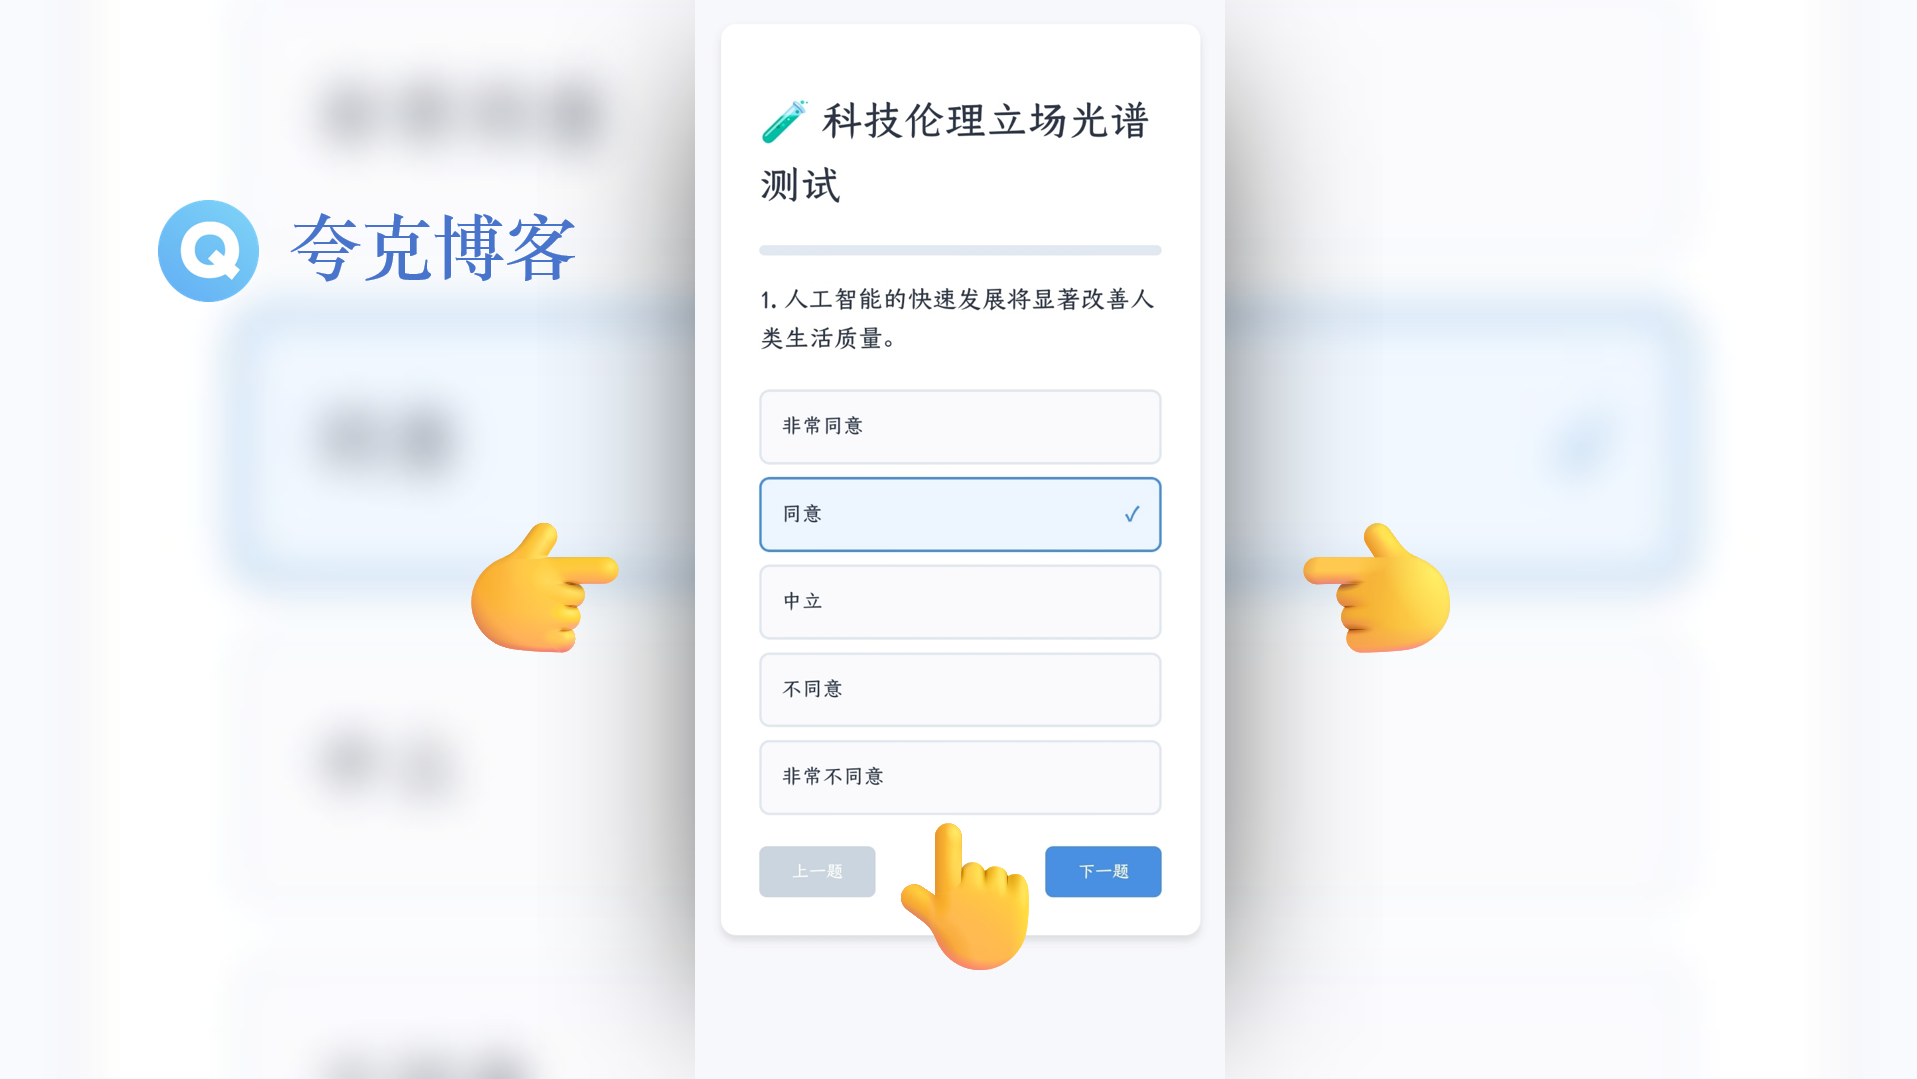 夸克博客
🧪 科技伦理立场光谱
测试
1. 人工智能的快速发展将显著改善人
类生活质量。
非常同意
同意 ✓
中立
不同意
非常不同意
上一题
下一题